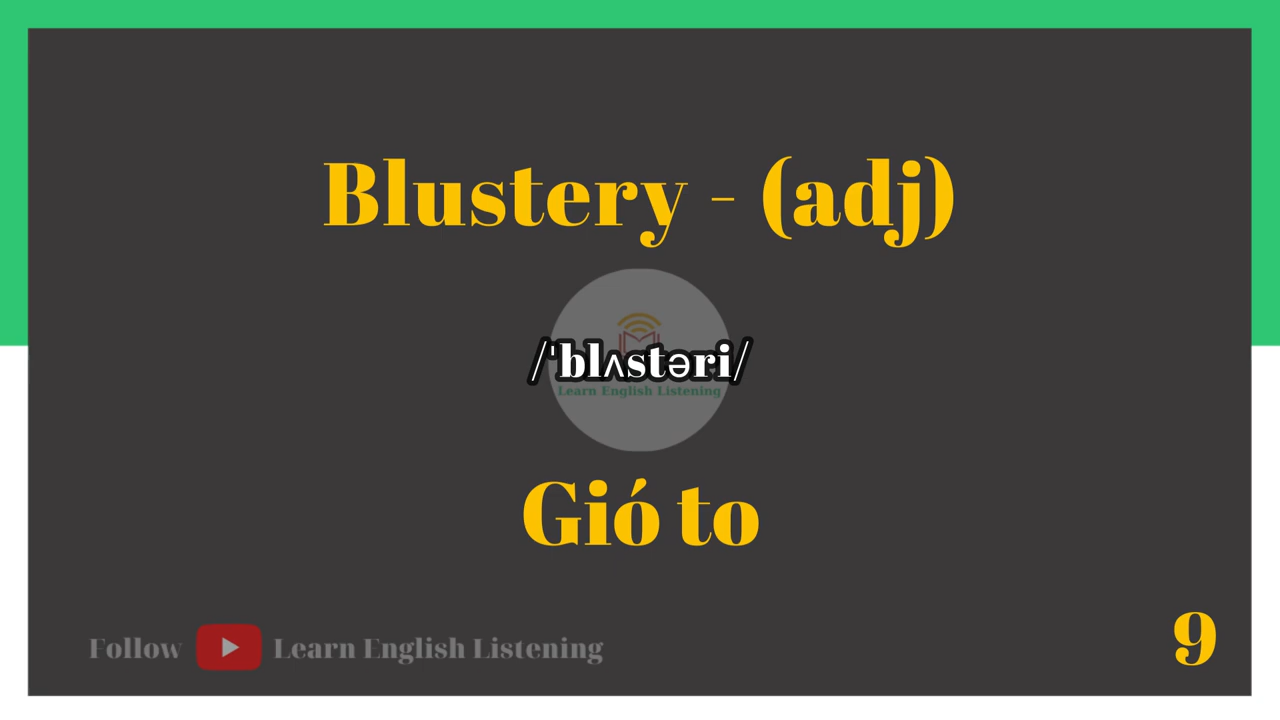 Blustery - (adj)
/ˈblʌstəri/
Learn English Listening
Gió to
Follow Learn English Listening
9